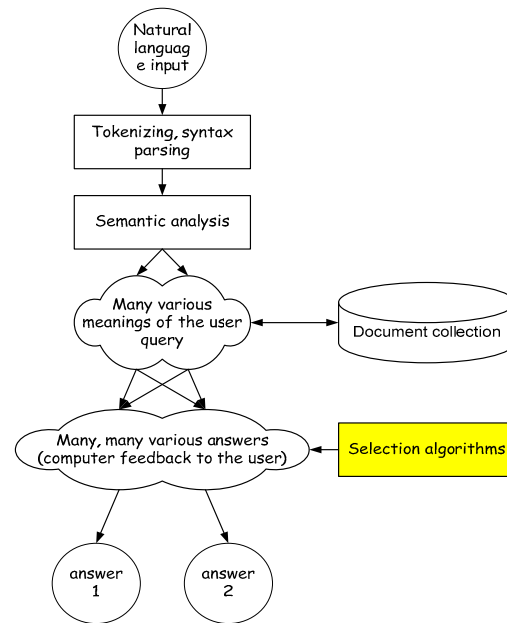 Natural
languag
e input
Tokenizing, syntax
parsing
Semantic analysis
Many various
meanings of the user
query
Document collection
Many, many various answers
(computer feedback to the user)
Selection algorithms
answer
1
answer
2